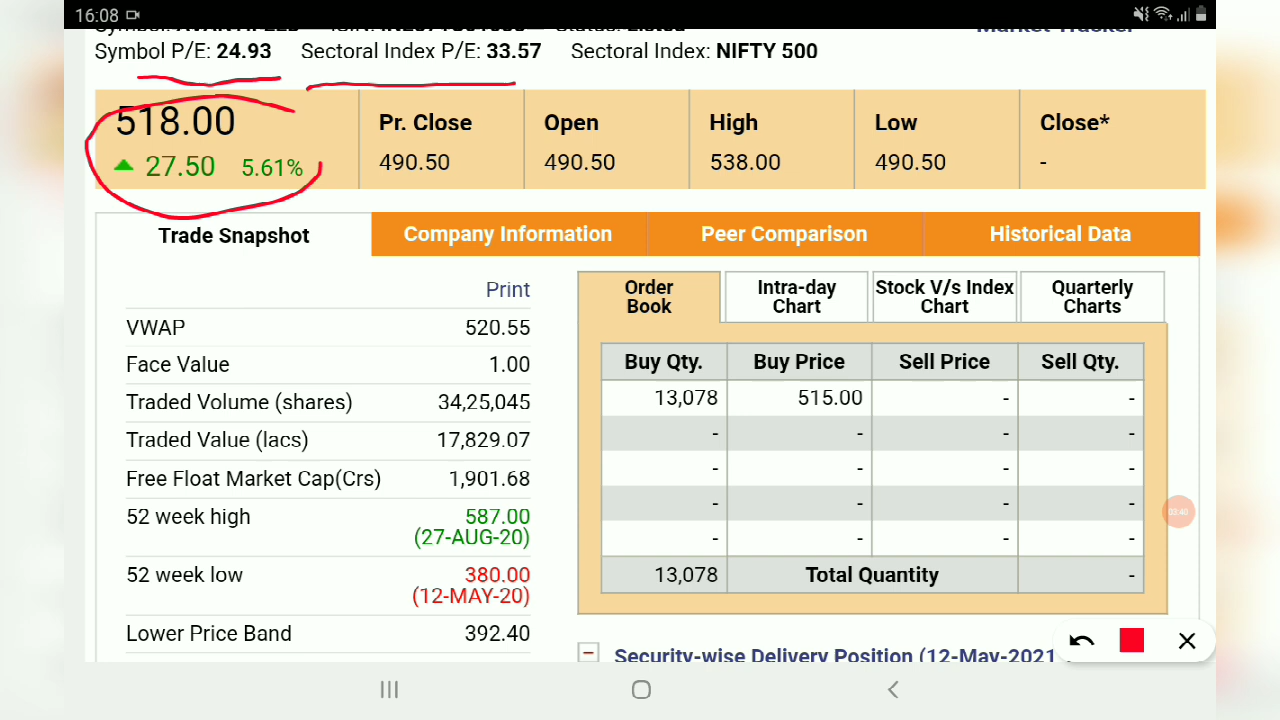 16:08
Symbol P/E: 24.93 Sectoral Index P/E: 33.57 Sectoral Index: NIFTY 500
518.00 Pr. Close Open High Low Close*
27.50 5.61% 490.50 490.50 538.00 490.50 -
Trade Snapshot Company Information Peer Comparison Historical Data
Print
VWAP 520.55
Face Value 1.00
Traded Volume (shares) 34,25,045
Traded Value (lacs) 17,829.07
Free Float Market Cap(Crs) 1,901.68
52 week high 587.00
(27-AUG-20)
52 week low 380.00
(12-MAY-20)
Lower Price Band 392.40
Order Book Intra-day Chart Stock V/s Index Chart Quarterly Charts
Buy Qty. Buy Price Sell Price Sell Qty.
13,078 515.00 - -
- - - -
- - - -
- - - -
- - - -
13,078 Total Quantity -
03:40
Security-wise Delivery Position (12-May-2021